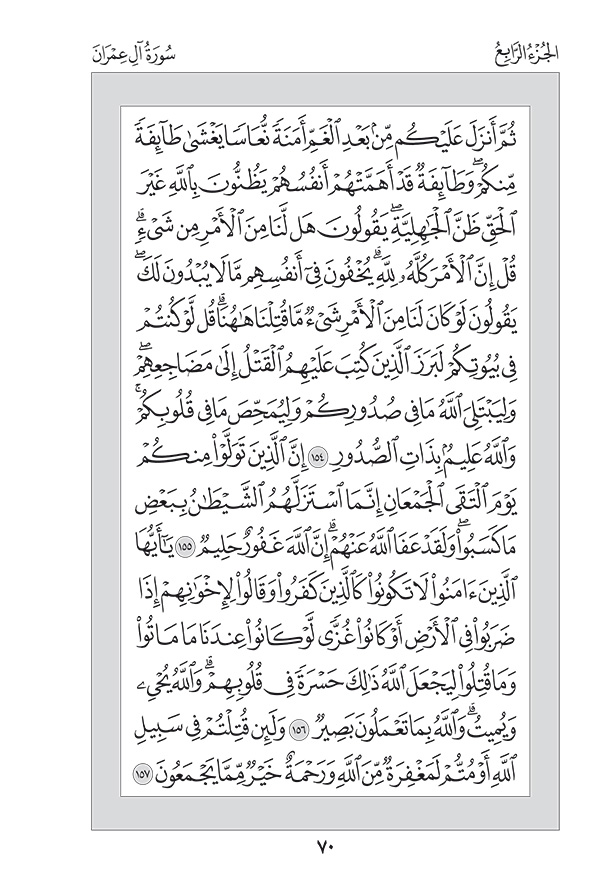 الجُزْءُ الرَّابِعُ
سُورَةُ آلِ عِمْرَانَ
ثُمَّ أَنزَلَ عَلَيْكُم مِّنۢ بَعْدِ ٱلْغَمِّ أَمَنَةً نُّعَاسًا يَغْشَىٰ طَآئِفَةً
مِّنكُمْ ۖ وَطَآئِفَةٌ قَدْ أَهَمَّتْهُمْ أَنفُسُهُمْ يَظُنُّونَ بِٱللَّهِ غَيْرَ
ٱلْحَقِّ ظَنَّ ٱلْجَٰهِلِيَّةِ ۖ يَقُولُونَ هَل لَّنَا مِنَ ٱلْأَمْرِ مِن شَىْءٍ ۗ
قُلْ إِنَّ ٱلْأَمْرَ كُلَّهُۥ لِلَّهِ ۗ يُخْفُونَ فِىٓ أَنفُسِهِم مَّا لَا يُبْدُونَ لَكَ ۖ
يَقُولُونَ لَوْ كَانَ لَنَا مِنَ ٱلْأَمْرِ شَىْءٌ مَّا قُتِلْنَا هَٰهُنَا ۗ قُل لَّوْ كُنتُمْ
فِى بُيُوتِكُمْ لَبَرَزَ ٱلَّذِينَ كُتِبَ عَلَيْهِمُ ٱلْقَتْلُ إِلَىٰ مَضَاجِعِهِمْ ۖ
وَلِيَبْتَلِىَ ٱللَّهُ مَا فِى صُدُورِكُمْ وَلِيُمَحِّصَ مَا فِى قُلُوبِكُمْ ۗ
وَٱللَّهُ عَلِيمٌۢ بِذَاتِ ٱلصُّدُورِ ١٥٤ إِنَّ ٱلَّذِينَ تَوَلَّوْا۟ مِنكُمْ
يَوْمَ ٱلْتَقَى ٱلْجَمْعَانِ إِنَّمَا ٱسْتَزَلَّهُمُ ٱلشَّيْطَٰنُ بِبَعْضِ
مَا كَسَبُوا۟ ۖ وَلَقَدْ عَفَا ٱللَّهُ عَنْهُمْ ۗ إِنَّ ٱللَّهَ غَفُورٌ حَلِيمٌ ١٥٥ يَٰٓأَيُّهَا
ٱلَّذِينَ ءَامَنُوا۟ لَا تَكُونُوا۟ كَٱلَّذِينَ كَفَرُوا۟ وَقَالُوا۟ لِإِخْوَٰنِهِمْ إِذَا
ضَرَبُوا۟ فِى ٱلْأَرْضِ أَوْ كَانُوا۟ غُزًّى لَّوْ كَانُوا۟ عِندَنَا مَا مَاتُوا۟
وَمَا قُتِلُوا۟ لِيَجْعَلَ ٱللَّهُ ذَٰلِكَ حَسْرَةً فِى قُلُوبِهِمْ ۗ وَٱللَّهُ يُحْىِۦ
وَيُمِيتُ ۗ وَٱللَّهُ بِمَا تَعْمَلُونَ بَصِيرٌ ١٥٦ وَلَئِن قُتِلْتُمْ فِى سَبِيلِ
ٱللَّهِ أَوْ مُتُّمْ لَمَغْفِرَةٌ مِّنَ ٱللَّهِ وَرَحْمَةٌ خَيْرٌ مِّمَّا يَجْمَعُونَ ١٥٧
٧٠